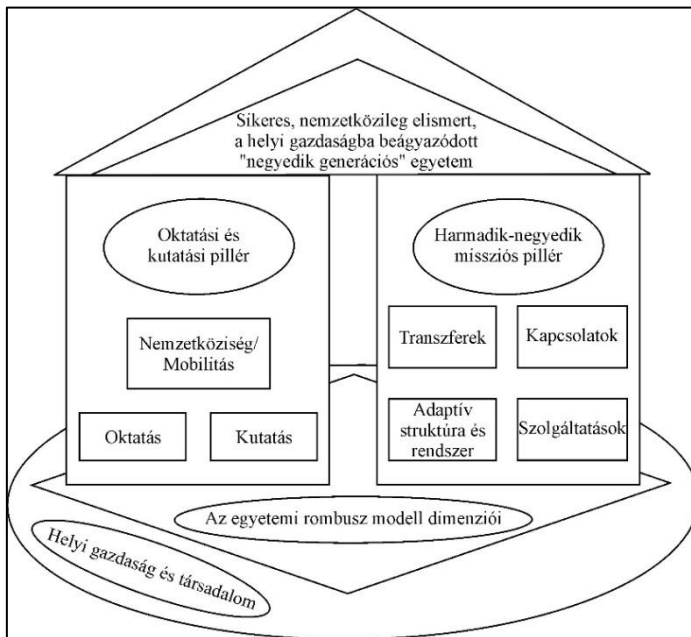 Sikeres, nemzetközileg elismert,
a helyi gazdaságba beágyazódott
"negyedik generációs" egyetem
Oktatási és
kutatási pillér
Nemzetköziség/
Mobilitás
Oktatás
Kutatás
Harmadik-negyedik
missziós pillér
Transzferek
Kapcsolatok
Adaptív
struktúra és
rendszer
Szolgáltatások
Az egyetemi rombusz modell dimenziói
Helyi gazdaság és társadalom